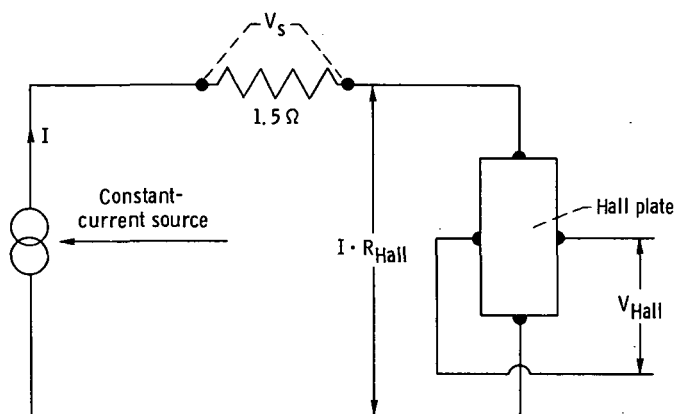 V_s
1.5 Ω
I
Constant-
current source
I · R_Hall
Hall plate
V_Hall